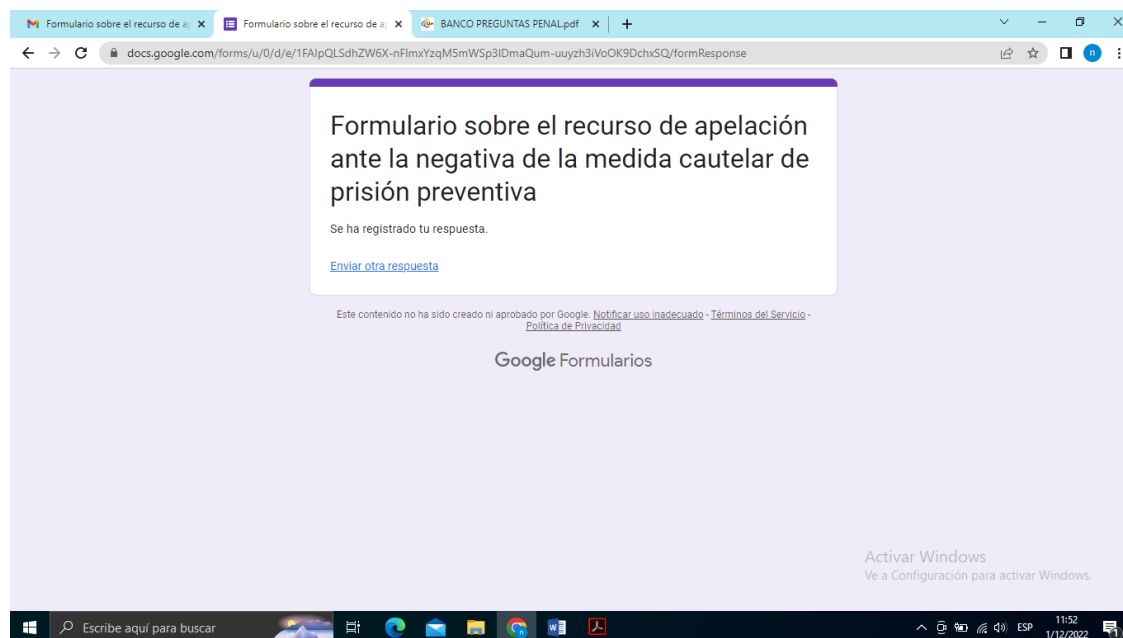 Formulario sobre el recurso de a
Formulario sobre el recurso de a
BANCO PREGUNTAS PENAL.pdf
docs.google.com/forms/u/0/d/e/1FAIpQLSdhZW6X-nFImxYzqM5mWSp3IDmaQum-uuyzh3iVoOK9DchxSQ/formResponse
n
Formulario sobre el recurso de apelación
ante la negativa de la medida cautelar de
prisión preventiva
Se ha registrado tu respuesta.
Enviar otra respuesta
Este contenido no ha sido creado ni aprobado por Google. Notificar uso inadecuado - Términos del Servicio -
Política de Privacidad
Google Formularios
Activar Windows
Ve a Configuración para activar Windows.
Escribe aquí para buscar
ESP
11:52
1/12/2022
1